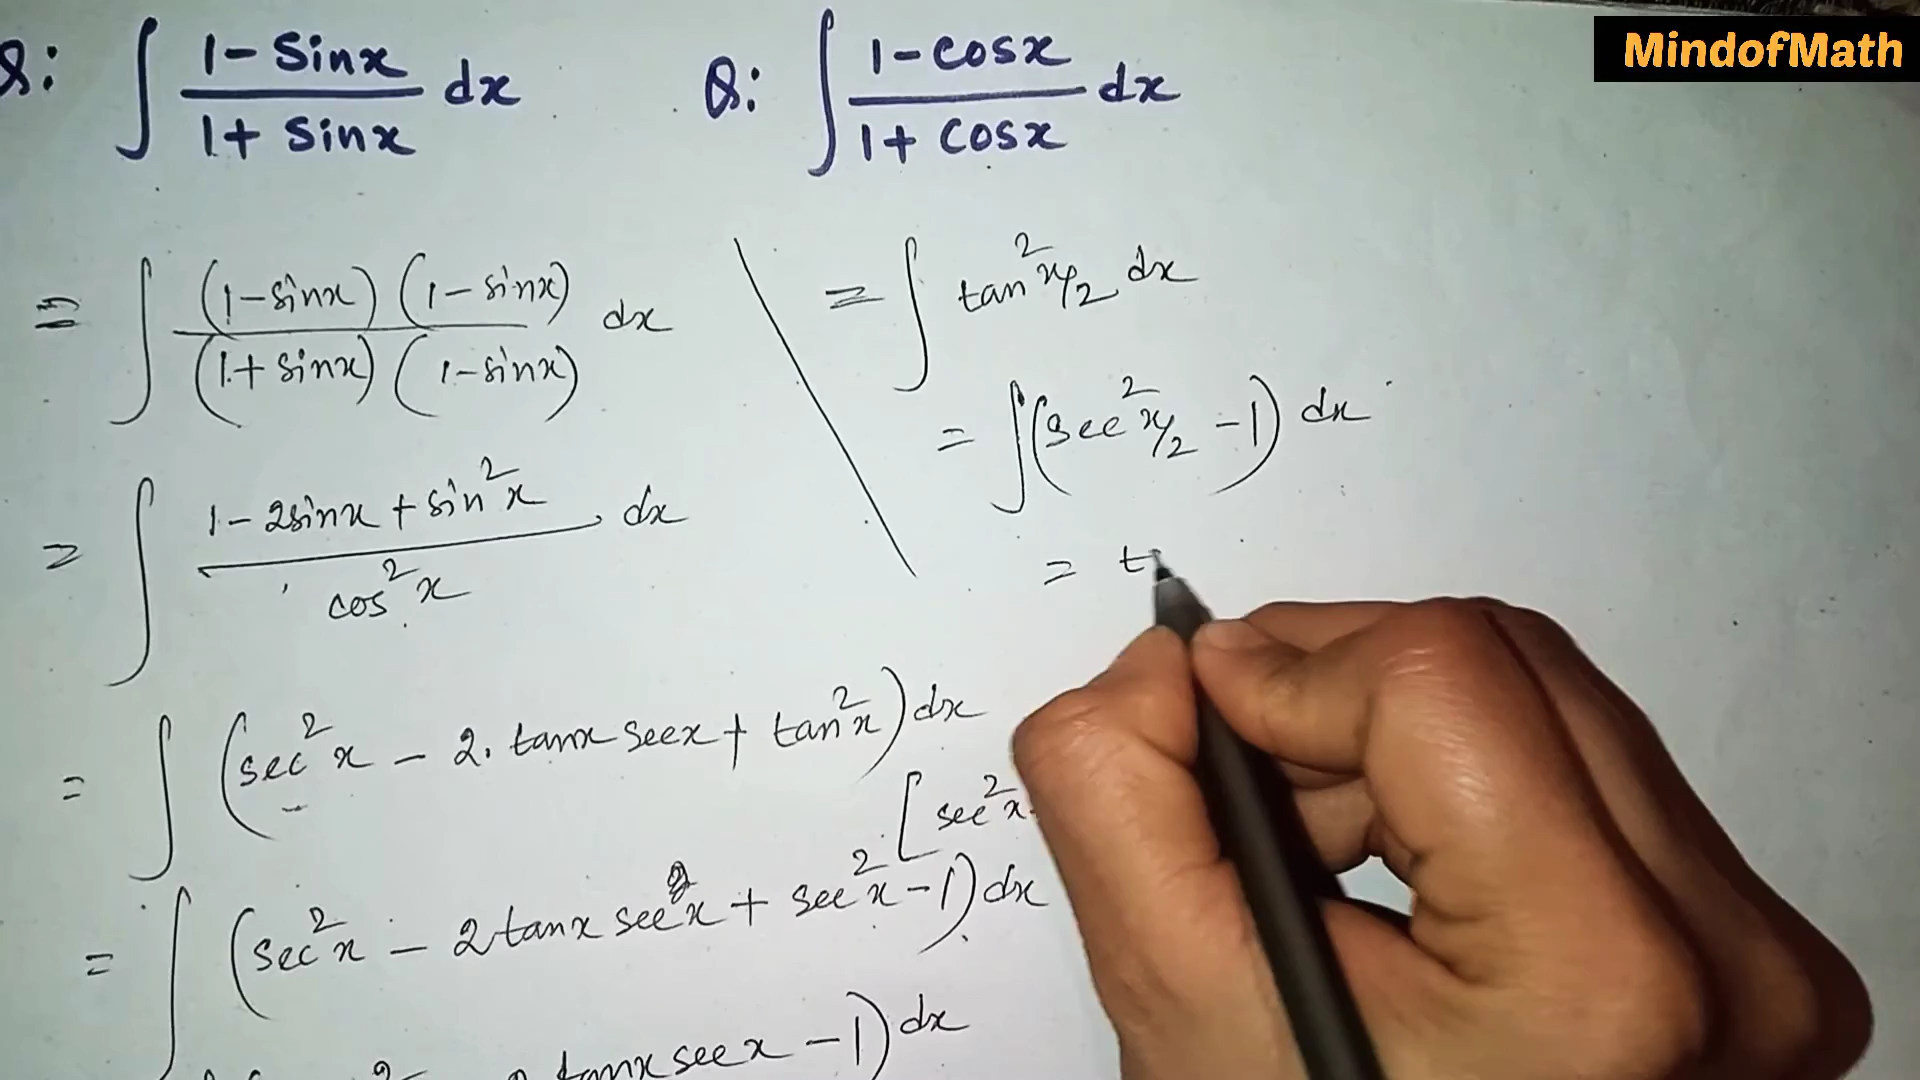 MindofMath
Q: ∫ (1-Sinx)/(1+Sinx) dx
= ∫ ((1-sinx)(1-sinx))/((1+sinx)(1-sinx)) dx
= ∫ (1-2sinx+sin²x)/(cos²x) dx
= ∫ (sec²x - 2.tanx secx + tan²x) dx
[sec²x
= ∫ (sec²x - 2tanx secx + sec²x - 1) dx
tanx secx - 1) dx
Q: ∫ (1-Cosx)/(1+Cosx) dx
= ∫ tan² x/2 dx
= ∫ (sec² x/2 - 1) dx
= t